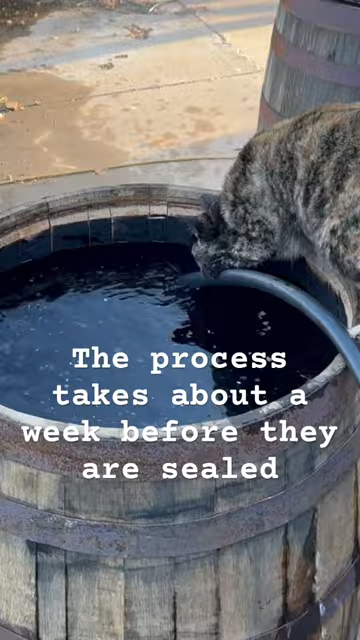 The process
takes about a
week before they
are sealed